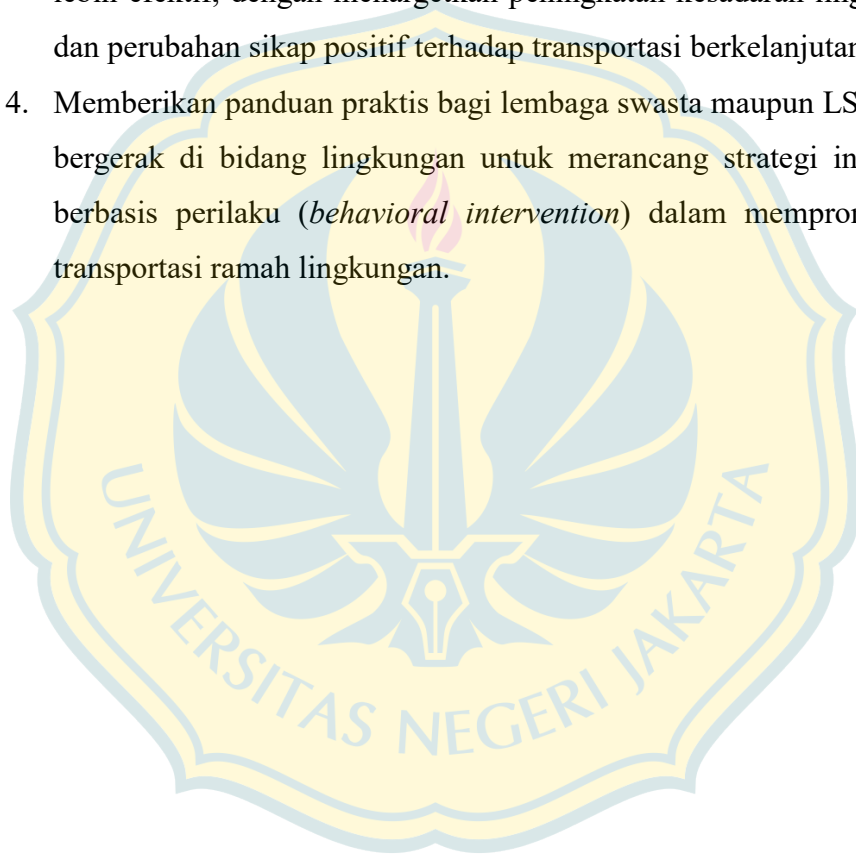 dan perubahan sikap positif terhadap transportasi berkelanjutan
4. Memberikan panduan praktis bagi lembaga swasta maupun LS
bergerak di bidang lingkungan untuk merancang strategi in
berbasis perilaku (behavioral intervention) dalam mempro
transportasi ramah lingkungan.
UNIVERSITAS NEGERI JAKARTA